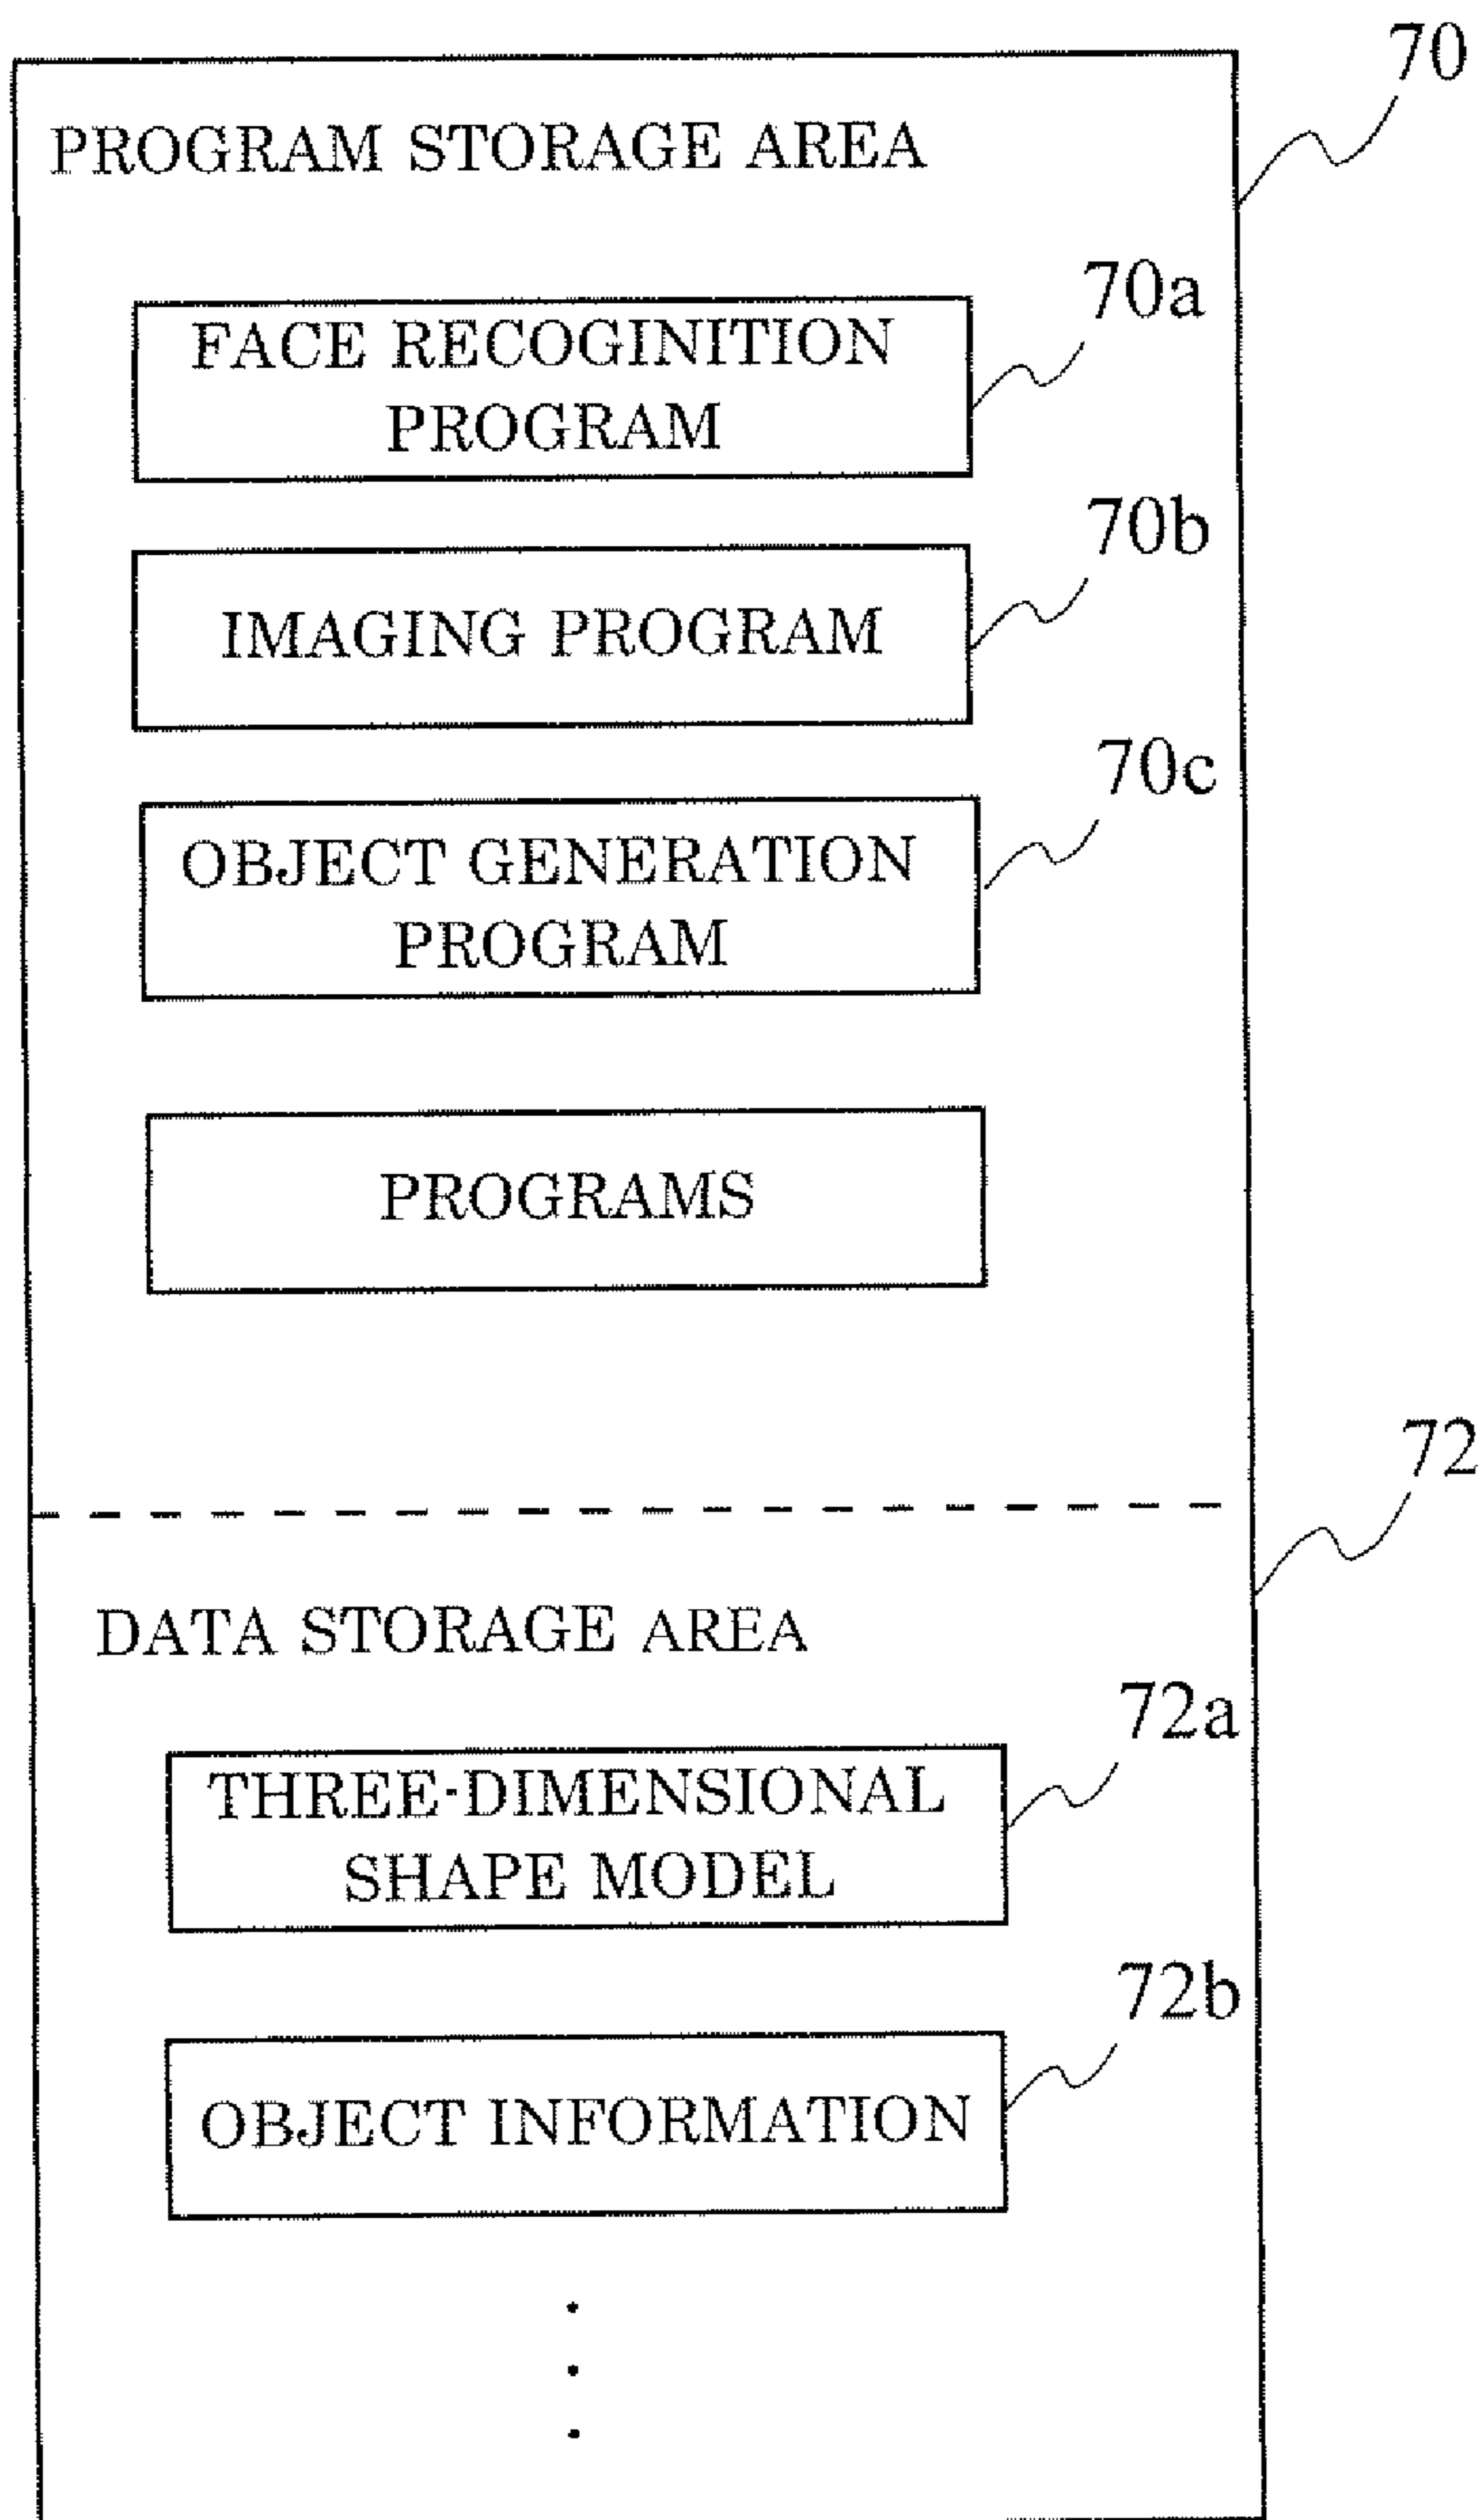 70
PROGRAM STORAGE AREA
70a
FACE RECOGINITION
PROGRAM
70b
IMAGING PROGRAM
70c
OBJECT GENERATION
PROGRAM
PROGRAMS
72
DATA STORAGE AREA
72a
THREE-DIMENSIONAL
SHAPE MODEL
72b
OBJECT INFORMATION